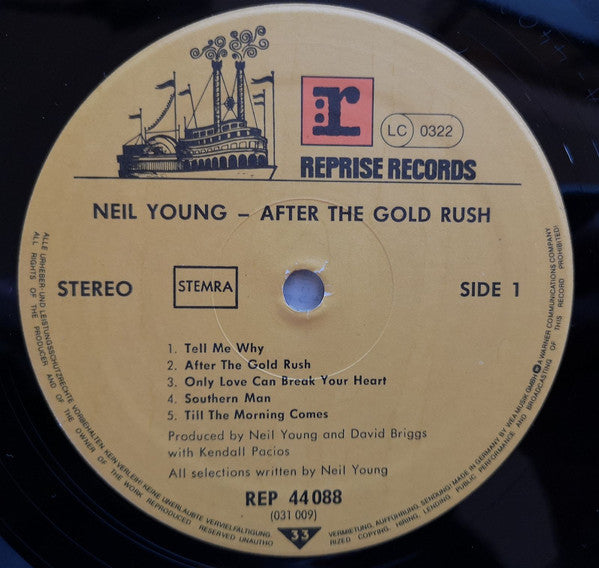 r
LC 0322
REPRISE RECORDS
NEIL YOUNG – AFTER THE GOLD RUSH
STEREO
STEMRA
SIDE 1
1. Tell Me Why
2. After The Gold Rush
3. Only Love Can Break Your Heart
4. Southern Man
5. Till The Morning Comes
Produced by Neil Young and David Briggs
with Kendall Pacios
All selections written by Neil Young
REP 44 088
(031 009)
33
ALLE URHEBER- UND LEISTUNGSSCHUTZRECHTE VORBEHALTEN. KEIN VERLEIH! KEINE UNERLAUBTE VERVIELFÄLTIGUNG,
VERMIETUNG, AUFFÜHRUNG, SENDUNG! MADE IN GERMANY BY WEA MUSIK GMBH A WARNER COMMUNICATIONS COMPANY
ALL RIGHTS OF THE PRODUCER AND OF THE OWNER OF THE WORK REPRODUCED RESERVED UNAUTHO
RIZED COPYING, HIRING, LENDING, PUBLIC PERFORMANCE AND BROADCASTING OF THIS RECORD PROHIBITED!